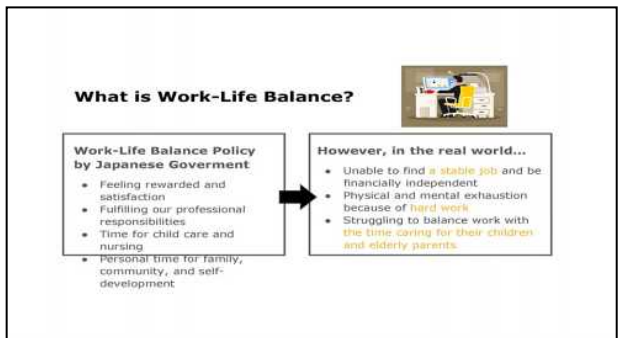 What is Work-Life Balance?
Work-Life Balance Policy
by Japanese Goverment
● Feeling rewarded and
satisfaction
● Fulfilling our professional
responsibilities
● Time for child care and
nursing
● Personal time for family,
community, and self-
development
However, in the real world...
● Unable to find a stable job and be
financially independent
● Physical and mental exhaustion
because of hard work
● Struggling to balance work with
the time caring for their children
and elderly parents